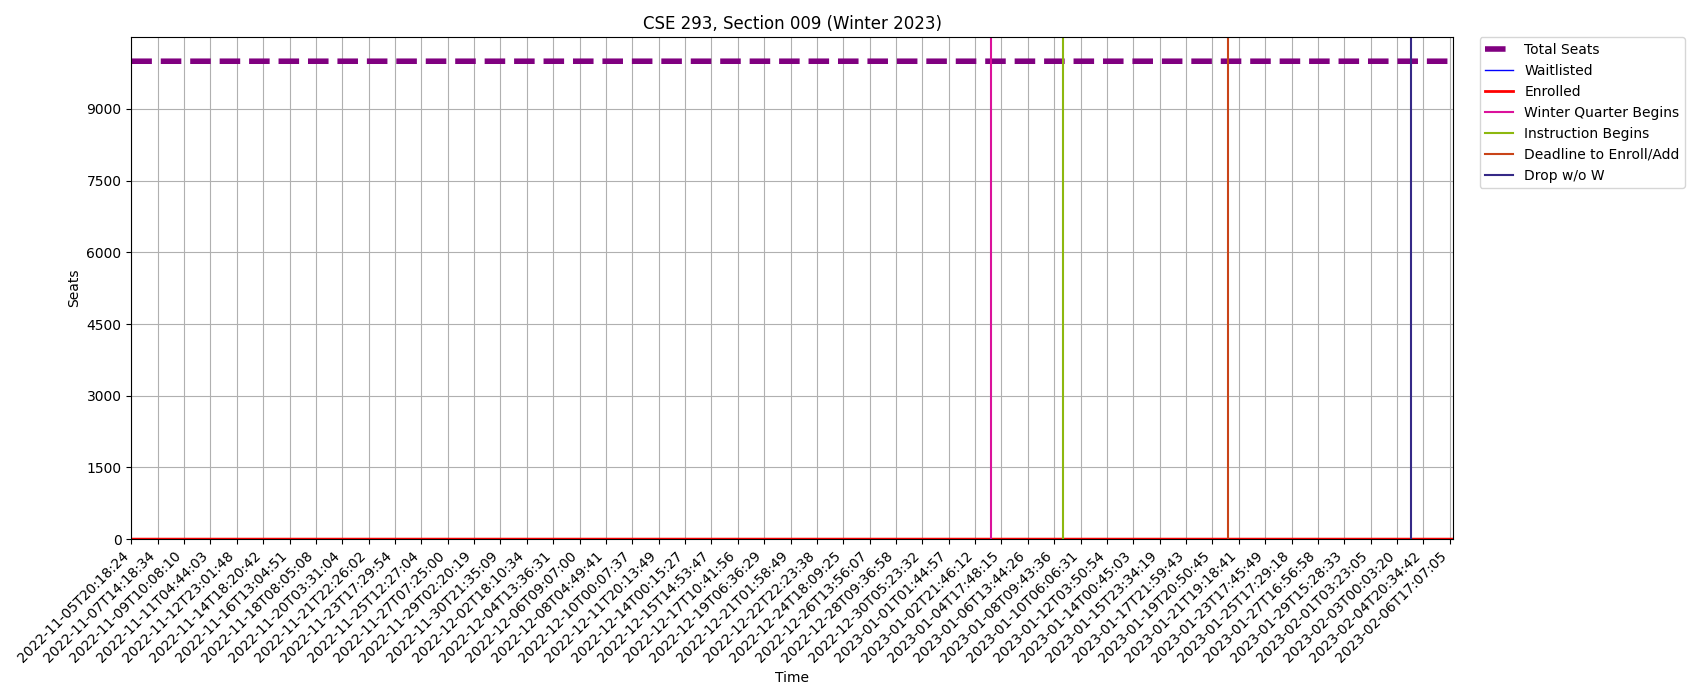 CSE 293, Section 009 (Winter 2023)
Total Seats
Waitlisted
Enrolled
Winter Quarter Begins
Instruction Begins
Deadline to Enroll/Add
Drop w/o W
9000
7500
6000
4500
3000
1500
0
Seats
2022-11-05T20:18:24
2022-11-07T14:18:34
2022-11-09T10:08:10
2022-11-11T04:44:03
2022-11-12T23:01:48
2022-11-14T18:20:42
2022-11-16T13:04:51
2022-11-18T08:05:08
2022-11-20T03:31:04
2022-11-21T22:26:02
2022-11-23T17:29:54
2022-11-25T12:27:04
2022-11-27T07:25:00
2022-11-29T02:20:19
2022-11-30T21:35:09
2022-12-02T18:10:34
2022-12-04T13:36:31
2022-12-06T09:07:00
2022-12-08T04:49:41
2022-12-10T00:07:37
2022-12-11T20:13:49
2022-12-14T00:15:27
2022-12-15T14:53:47
2022-12-17T10:41:56
2022-12-19T06:36:29
2022-12-21T01:58:49
2022-12-22T22:23:38
2022-12-24T18:09:25
2022-12-26T13:56:07
2022-12-28T09:36:58
2022-12-30T05:23:32
2023-01-01T01:44:57
2023-01-02T21:46:12
2023-01-04T17:48:15
2023-01-06T13:44:26
2023-01-08T09:43:36
2023-01-10T06:06:31
2023-01-12T03:50:54
2023-01-14T00:45:03
2023-01-15T23:34:19
2023-01-17T21:59:43
2023-01-19T20:50:45
2023-01-21T19:18:41
2023-01-23T17:45:49
2023-01-25T17:29:18
2023-01-27T16:56:58
2023-01-29T15:28:33
2023-02-01T03:23:05
2023-02-03T00:03:20
2023-02-04T20:34:42
2023-02-06T17:07:05
Time